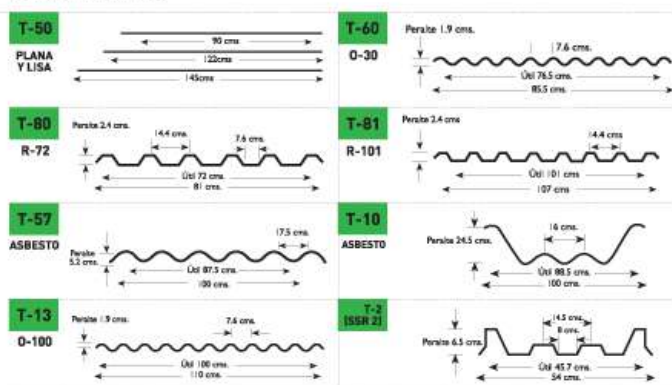 T-50
PLANA
Y LISA
90 cms.
122cms
145cms
T-60
O-30
Peralte 1.9 cms.
7.6 cms.
Útil 76.5 cms.
85.5 cms.
T-80
R-72
Peralte 2.4 cms.
14.4 cms.
7.6 cms.
Útil 72 cms.
81 cms.
T-81
R-101
Peralte 2.4 cms
14.4 cms
Útil 101 cms
107 cms
T-57
ASBESTO
Peralte
5.2 cms.
17.5 cms.
Útil 87.5 cms.
100 cms.
T-10
ASBESTO
Peralte 24.5 cms.
16 cms.
Útil 88.5 cms.
100 cms.
T-13
O-100
Peralte 1.9 cms.
7.6 cms.
Útil 100 cms.
110 cms.
T-2
[SSR 2]
Peralte 6.5 cms.
14.5 cms.
8 cms.
Útil 45.7 cms.
54 cms.